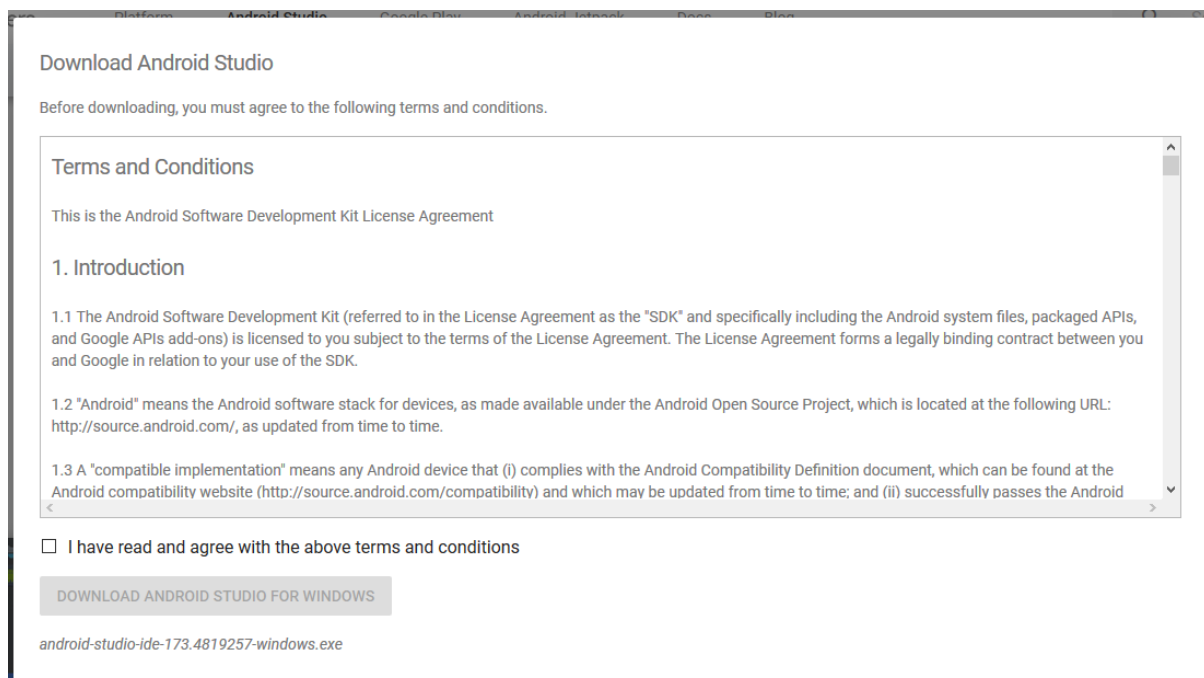 Platform Android Studio Google Play Android Jetpack Docs Blog
Download Android Studio
Before downloading, you must agree to the following terms and conditions.
Terms and Conditions
This is the Android Software Development Kit License Agreement
1. Introduction
1.1 The Android Software Development Kit (referred to in the License Agreement as the "SDK" and specifically including the Android system files, packaged APIs,
and Google APIs add-ons) is licensed to you subject to the terms of the License Agreement. The License Agreement forms a legally binding contract between you
and Google in relation to your use of the SDK.
1.2 "Android" means the Android software stack for devices, as made available under the Android Open Source Project, which is located at the following URL:
http://source.android.com/, as updated from time to time.
1.3 A "compatible implementation" means any Android device that (i) complies with the Android Compatibility Definition document, which can be found at the
Android compatibility website (http://source.android.com/compatibility) and which may be updated from time to time; and (ii) successfully passes the Android
I have read and agree with the above terms and conditions
DOWNLOAD ANDROID STUDIO FOR WINDOWS
android-studio-ide-173.4819257-windows.exe